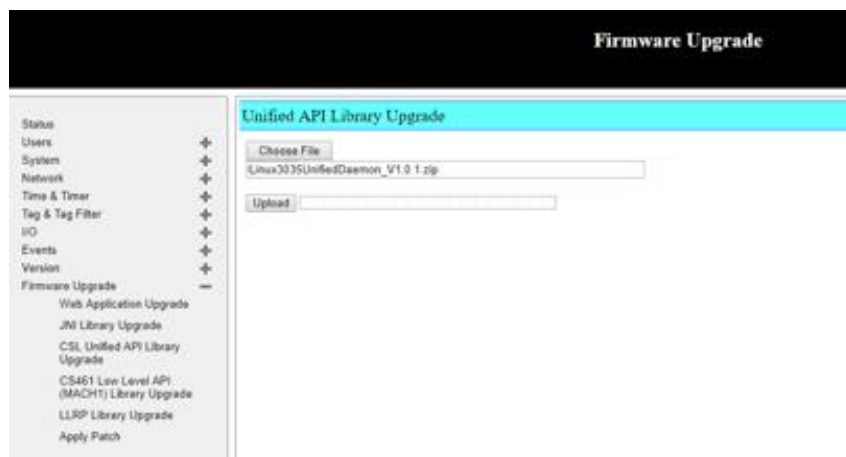 Firmware Upgrade
Status
Users
System
Network
Time & Timer
Tag & Tag Filter
I/O
Events
Version
Firmware Upgrade
Web Application Upgrade
JNI Library Upgrade
CSL Unified API Library
Upgrade
CS461 Low Level API
(MACH1) Library Upgrade
LLRP Library Upgrade
Apply Patch
Unified API Library Upgrade
Choose File
\Linux3035UnifiedDaemon_V1.0 1.zip
Upload